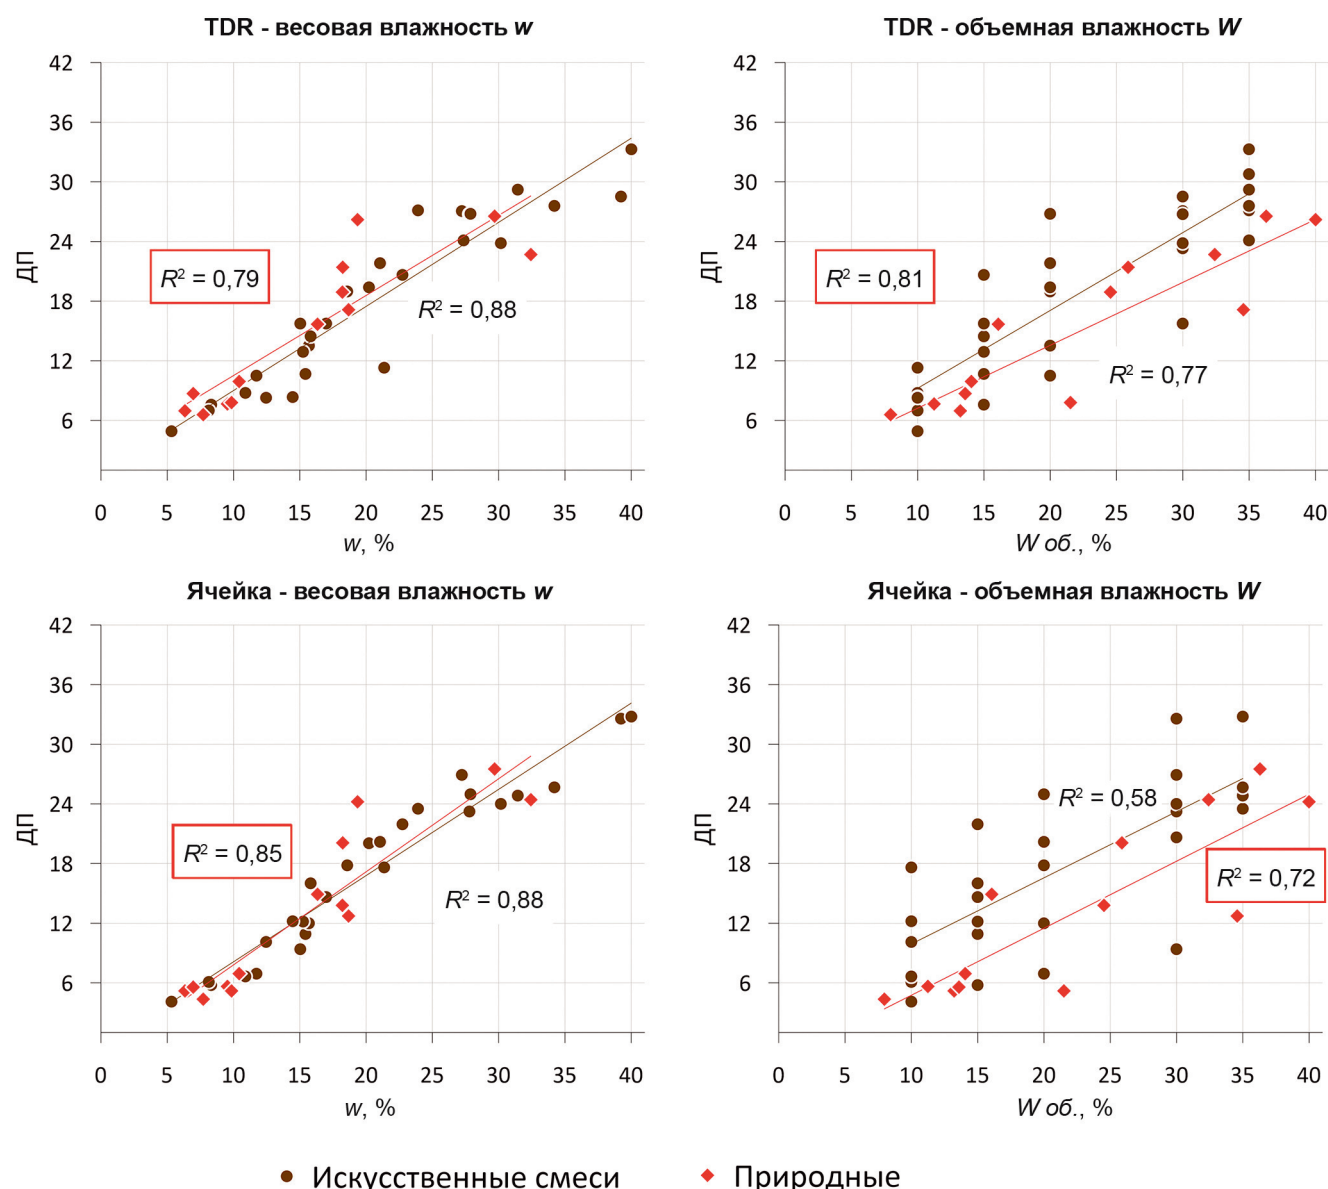 TDR - весовая влажность w
42
36
30
24
18
12
6
ДП
R² = 0,79
R² = 0,88
0 5 10 15 20 25 30 35 40
w, %
TDR - объемная влажность W
42
36
30
24
18
12
6
ДП
R² = 0,81
R² = 0,77
0 5 10 15 20 25 30 35 40
W об., %
Ячейка - весовая влажность w
42
36
30
24
18
12
6
ДП
R² = 0,85
R² = 0,88
0 5 10 15 20 25 30 35 40
w, %
Ячейка - объемная влажность W
42
36
30
24
18
12
6
ДП
R² = 0,58
R² = 0,72
0 5 10 15 20 25 30 35 40
W об., %
Искусственные смеси
Природные